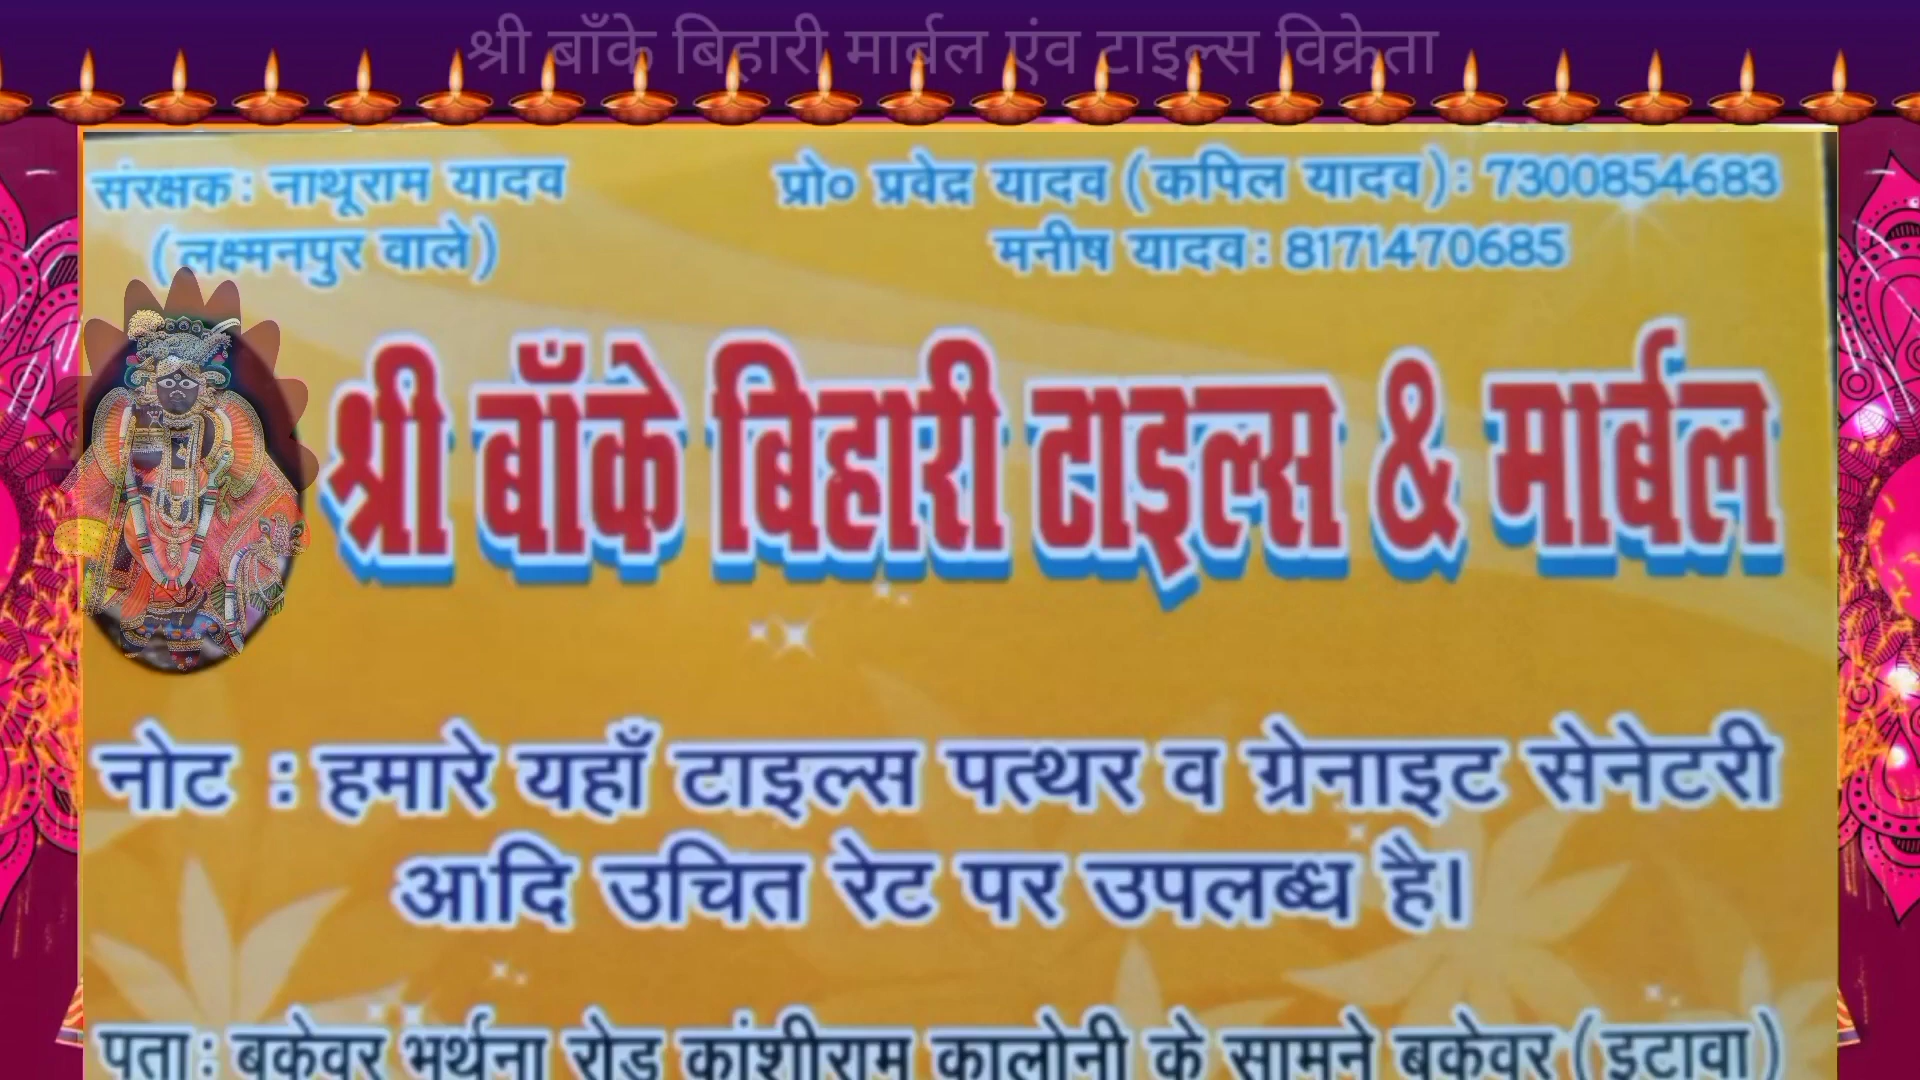 श्री बाँके बिहारी मार्बल एंव टाइल्स विक्रेता
संरक्षक: नाथूराम यादव
(लक्ष्मनपुर वाले)
प्रो० प्रवेद्र यादव (कपिल यादव): 7300854683
मनीष यादव: 8171470685
श्री बाँके बिहारी टाइल्स & मार्बल
नोट : हमारे यहाँ टाइल्स पत्थर व ग्रेनाइट सेनेटरी
आदि उचित रेट पर उपलब्ध है।
पता: बकेवर भर्थना रोड़ कांशीराम कालोनी के सामने बकेवर (इटावा)